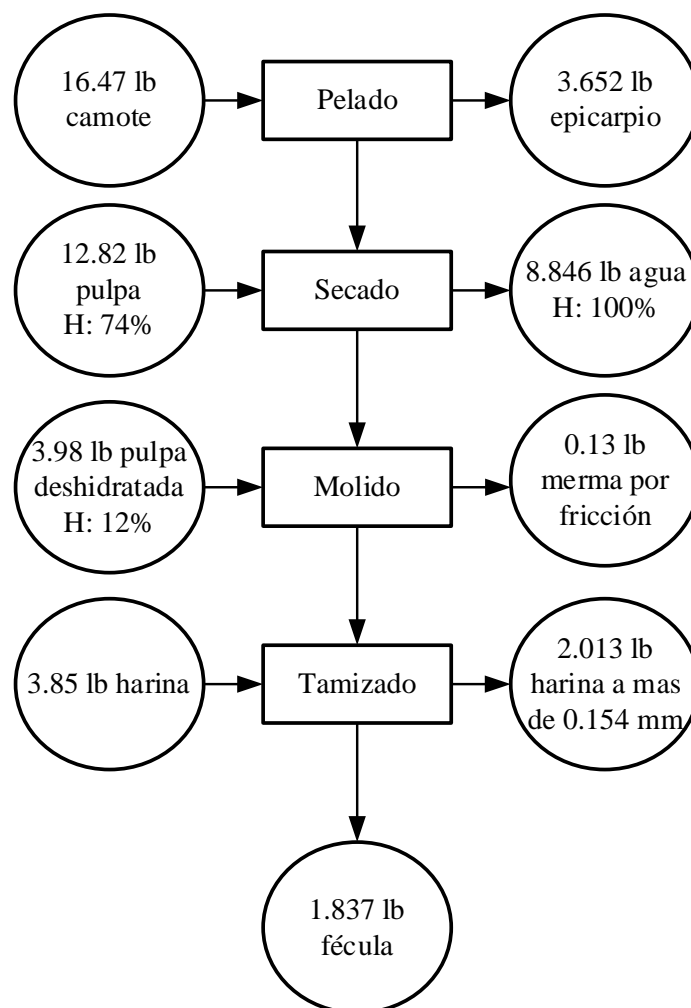 16.47 lb
camote
Pelado
3.652 lb
epicarpio
12.82 lb
pulpa
H: 74%
Secado
8.846 lb agua
H: 100%
3.98 lb pulpa
deshidratada
H: 12%
Molido
0.13 lb
merma por
fricción
3.85 lb harina
Tamizado
2.013 lb
harina a mas
de 0.154 mm
1.837 lb
fécula